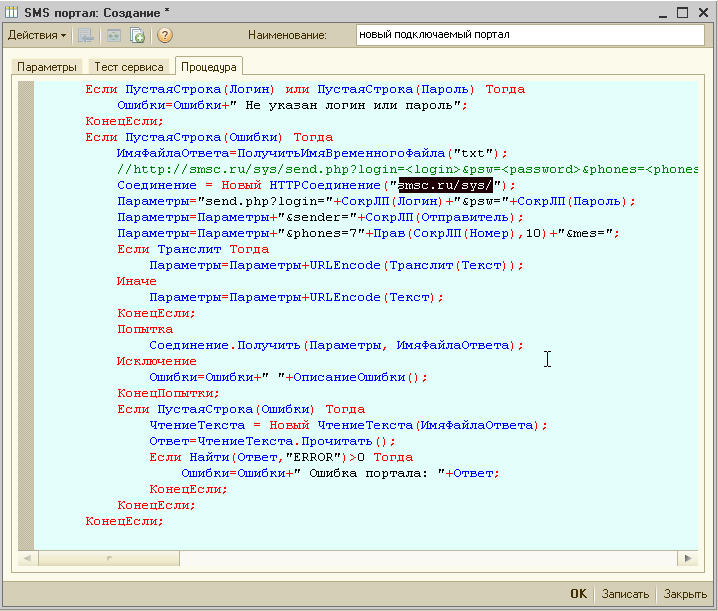 SMS портал: Создание *
Действия
Наименование: новый подключаемый портал
Параметры Тест сервиса Процедура
Если ПустаяСтрока(Логин) или ПустаяСтрока(Пароль) Тогда
Ошибки=Ошибки+" Не указан логин или пароль";
КонецЕсли;
Если ПустаяСтрока(Ошибки) Тогда
ИмяФайлаОтвета=ПолучитьИмяВременногоФайла("txt");
//http://smsc.ru/sys/send.php?login=<login>&psw=<password>&phones=<phones
Соединение = Новый HTTPСоединение("smsc.ru/sys/");
Параметры="send.php?login="+СокрЛП(Логин)+"&psw="+СокрЛП(Пароль);
Параметры=Параметры+"&sender="+СокрЛП(Отправитель);
Параметры=Параметры+"&phones=7"+Прав(СокрЛП(Номер),10)+"&mes=";
Если Транслит Тогда
Параметры=Параметры+URLEncode(Транслит(Текст));
Иначе
Параметры=Параметры+URLEncode(Текст);
КонецЕсли;
Попытка
Соединение.Получить(Параметры, ИмяФайлаОтвета);
Исключение
Ошибки=Ошибки+" "+ОписаниеОшибки();
КонецПопытки;
Если ПустаяСтрока(Ошибки) Тогда
ЧтениеТекста = Новый ЧтениеТекста(ИмяФайлаОтвета);
Ответ=ЧтениеТекста.Прочитать();
Если Найти(Ответ,"ERROR")>0 Тогда
Ошибки=Ошибки+" Ошибка портала: "+Ответ;
КонецЕсли;
КонецЕсли;
КонецЕсли;
OK Записать Закрыть